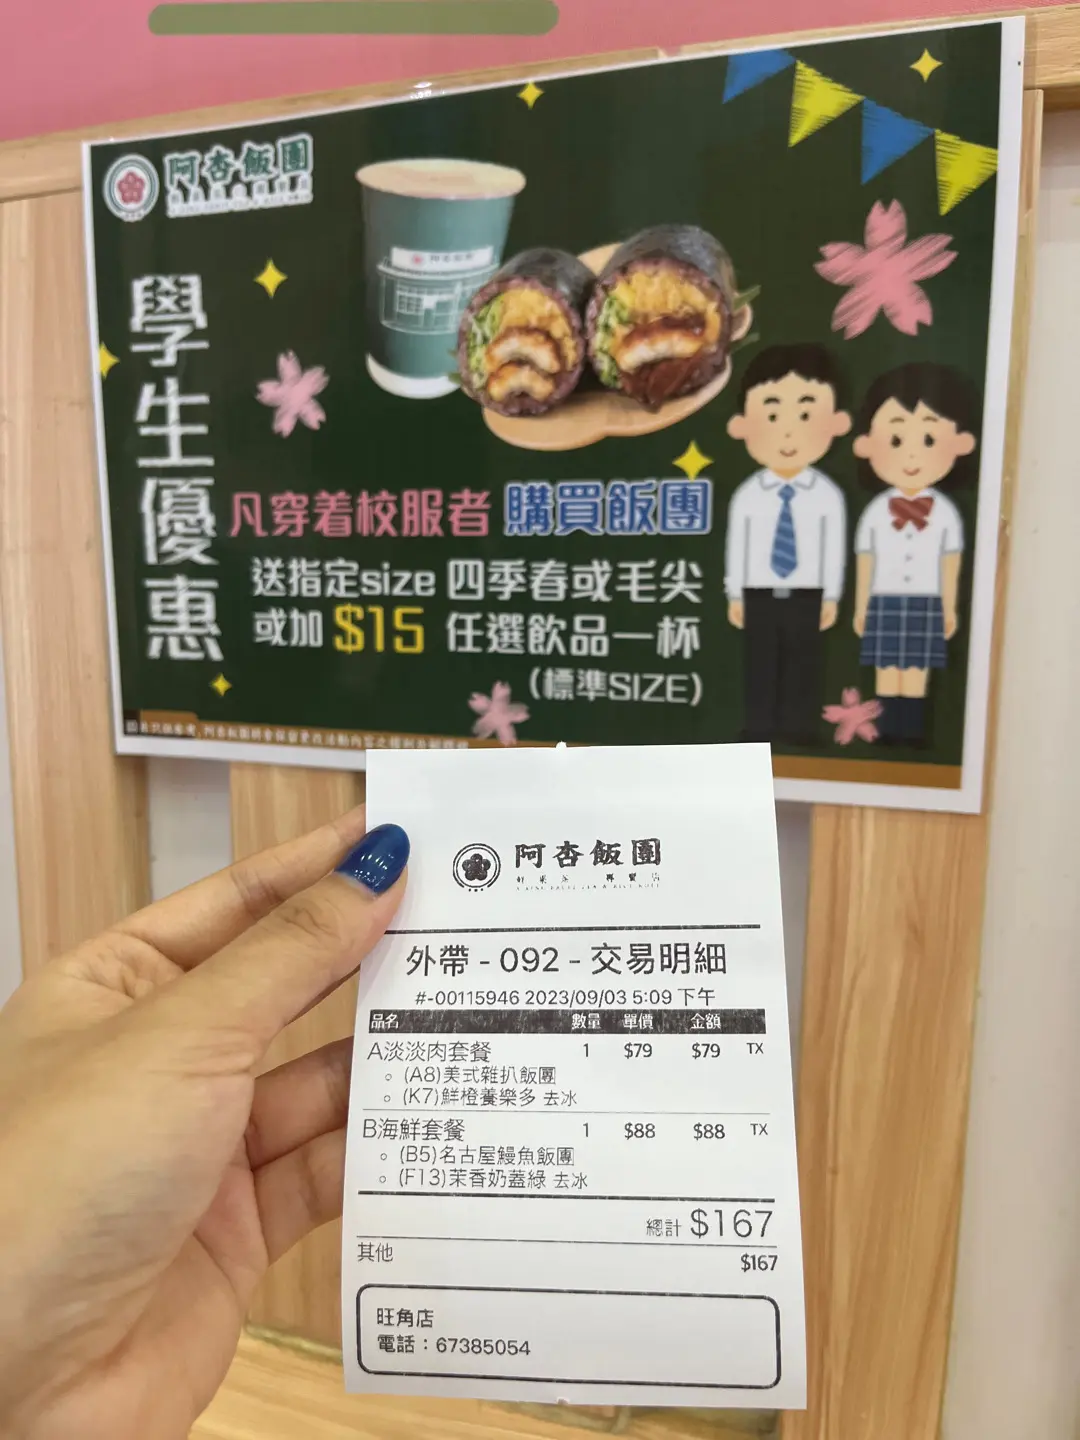 阿杏飯團
學生優惠
凡穿着校服者 購買飯團
送指定size 四季春或毛尖
或加 $15 任選飲品一杯
(標準SIZE)
阿杏飯團
外帶 - 092 - 交易明細
#-00115946 2023/09/03 5:09 下午
品名 數量 單價 金額
A淡淡肉套餐 1 $79 $79 TX
。 (A8)美式雜扒飯團
。 (K7)鮮橙養樂多 去冰
B海鮮套餐 1 $88 $88 TX
。 (B5)名古屋鰻魚飯團
。 (F13)茉香奶蓋綠 去冰
總計 $167
其他 $167
旺角店
電話：67385054